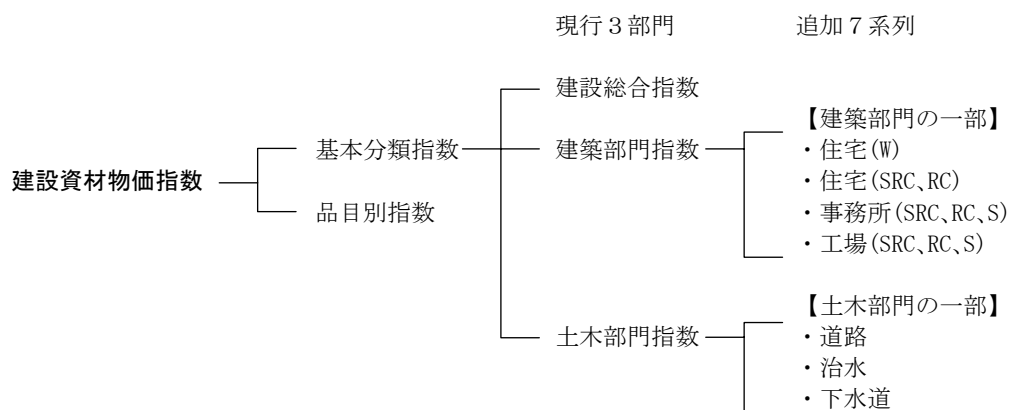 現行３部門
追加７系列
建設総合指数
【建築部門の一部】
基本分類指数
建築部門指数
・住宅(W)
建設資材物価指数
・住宅(SRC、RC)
品目別指数
・事務所(SRC、RC、S)
・工場(SRC、RC、S)
【土木部門の一部】
土木部門指数
・道路
・治水
・下水道